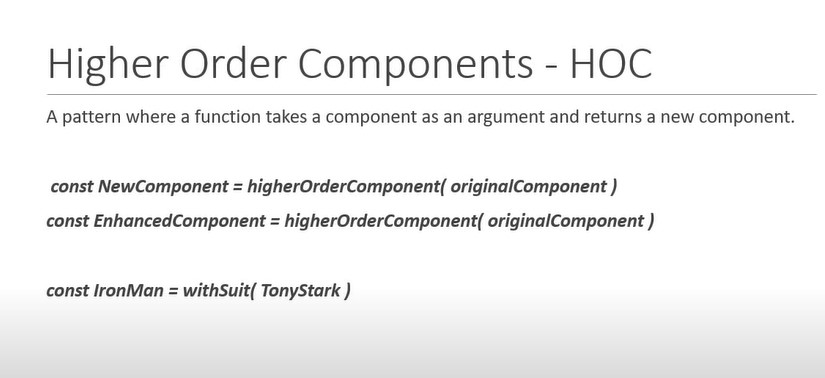 Higher Order Components - HOC
A pattern where a function takes a component as an argument and returns a new component.
const NewComponent = higherOrderComponent( originalComponent )
const EnhancedComponent = higherOrderComponent( originalComponent )
const IronMan = withSuit( TonyStark )